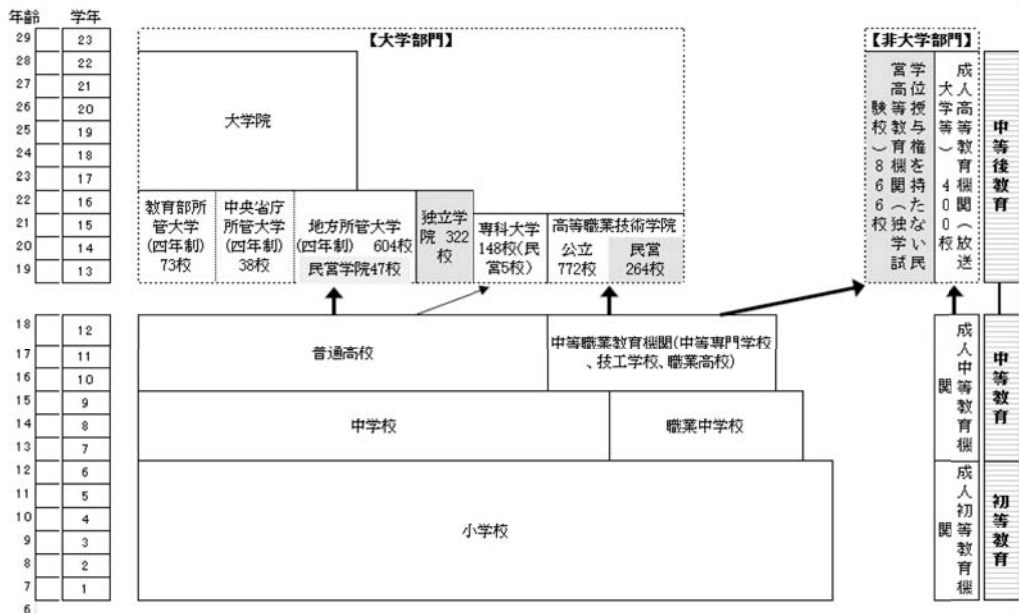 年齢
学年
29
28
27
26
25
24
23
22
21
20
19
23
22
21
20
19
18
17
16
15
14
13
【大学部門】
大学院
教育部所
管大学
(四年制)
73校
中央省庁
所管大学
(四年制)
38校
地方所管大学
(四年制) 604校
民営学院47校
独立学
院 322
校
専科大学
148校(民
営5校)
高等職業技術学院
公立
772校
民営
264校
【非大学部門】
学位授与権を持たない民
営高等教育機関(独学試
験校)866校
成人高等教育機関(放送
大学等) 400校
中等後教育
18
17
16
15
14
13
12
11
10
9
8
7
6
12
11
10
9
8
7
6
5
4
3
2
1
普通高校
中等職業教育機関(中等専門学校
、技工学校、職業高校)
中学校
職業中学校
小学校
成人中等教育機
関
成人初等教育機
関
中等教育
初等教育